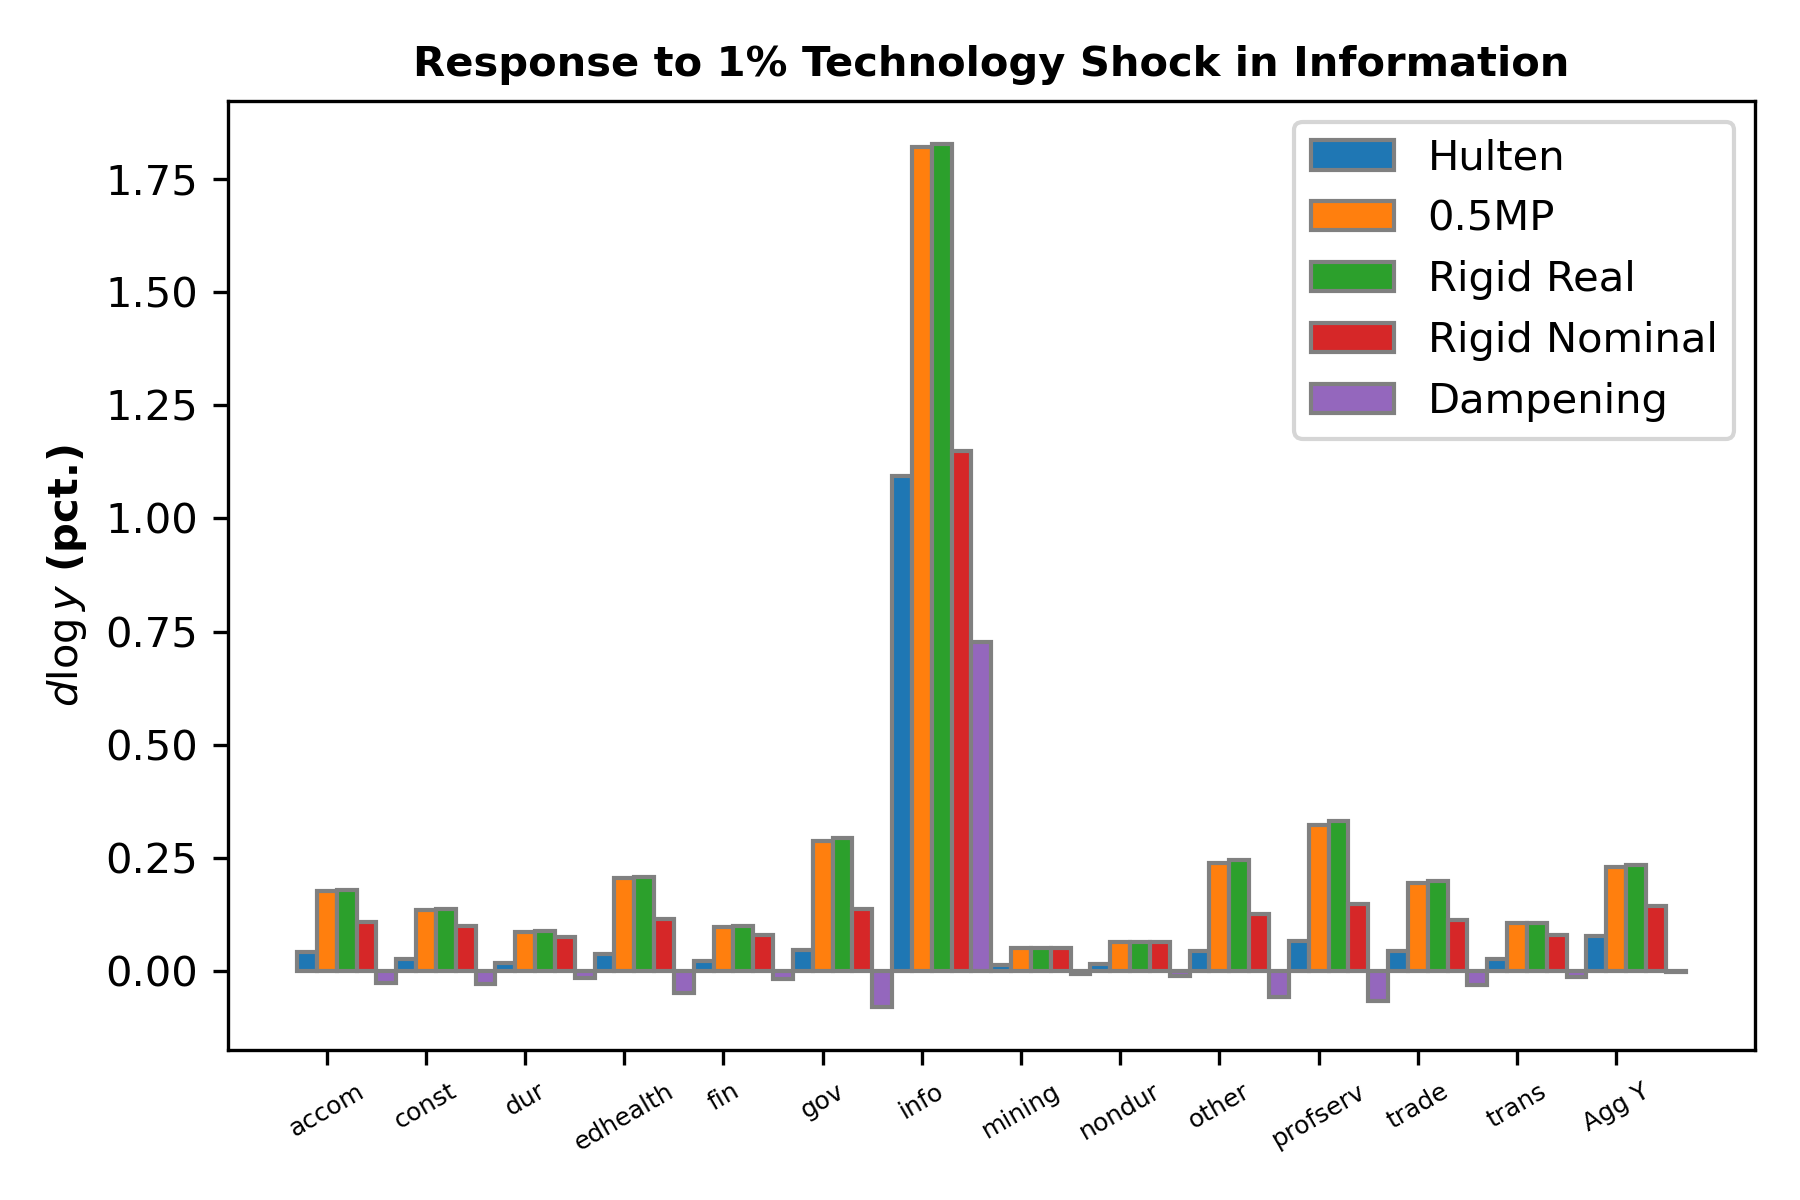 Response to 1% Technology Shock in Information
dlog y (pct.)
1.75
1.50
1.25
1.00
0.75
0.50
0.25
0.00
Hulten
0.5MP
Rigid Real
Rigid Nominal
Dampening
accom const dur edhealth fin gov info mining nondur other profserv trade trans Agg Y